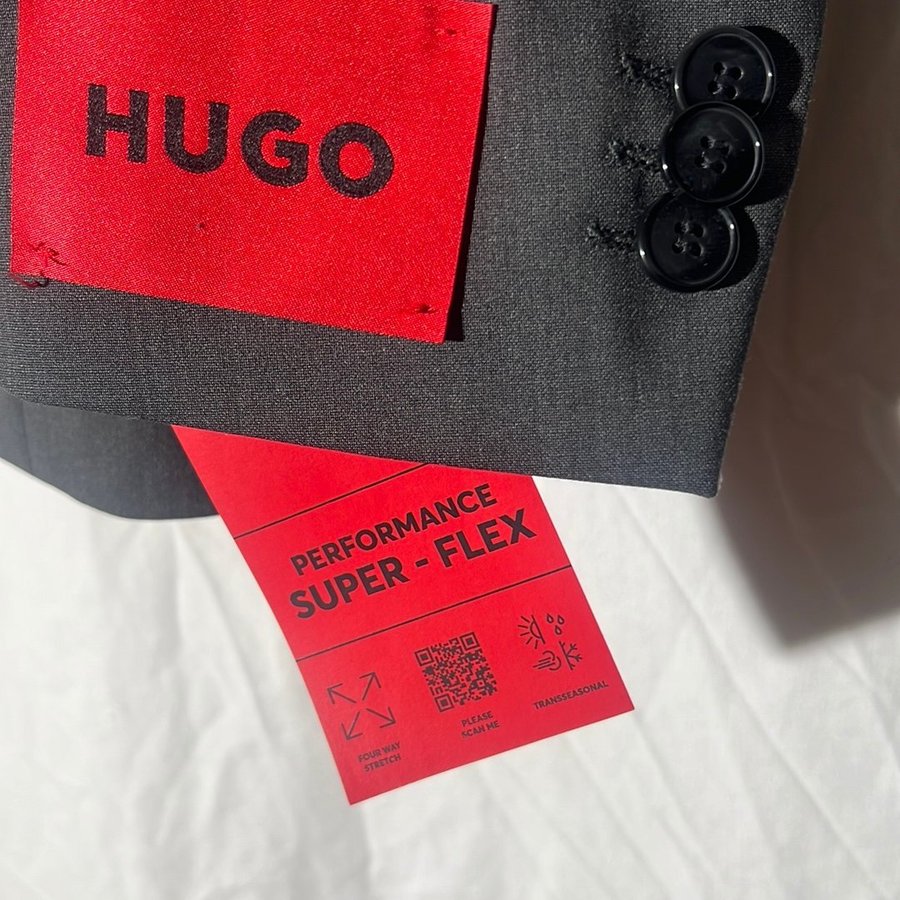 HUGO
PERFORMANCE
SUPER - FLEX
FOUR WAY
STRETCH
PLEASE
SCAN ME
TRANSSEASONAL